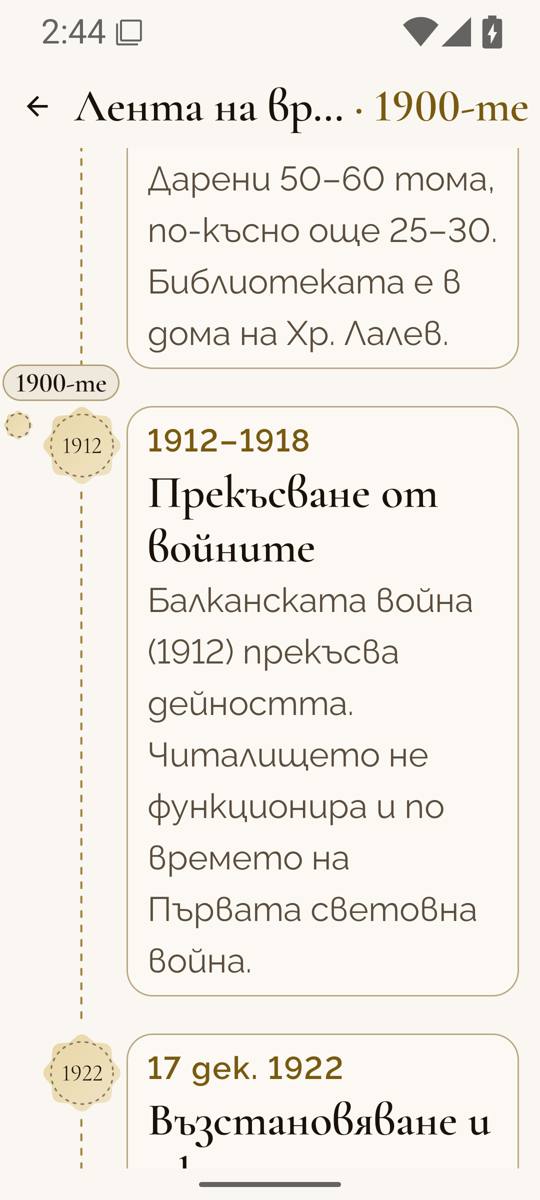 2:44
Лента на вр... · 1900-те
Дарени 50–60 тома,
по-късно още 25–30.
Библиотеката е в
дома на Хр. Лалев.
1900-те
1912
1912–1918
Прекъсване от
войните
Балканската война
(1912) прекъсва
дейността.
Читалището не
функционира и по
времето на
Първата световна
война.
1922
17 дек. 1922
Възстановяване и